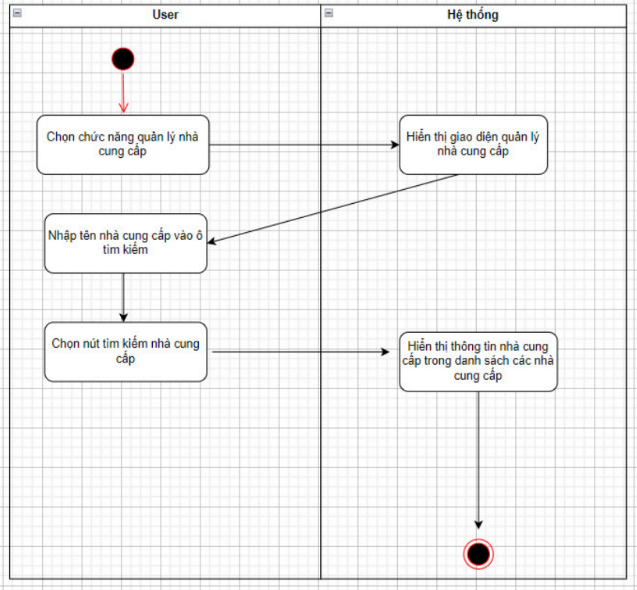 User
Hệ thống
Chọn chức năng quản lý nhà
cung cấp
Hiển thị giao diện quản lý
nhà cung cấp
Nhập tên nhà cung cấp vào ô
tìm kiếm
Chọn nút tìm kiếm nhà cung
cấp
Hiển thị thông tin nhà cung
cấp trong danh sách các nhà
cung cấp